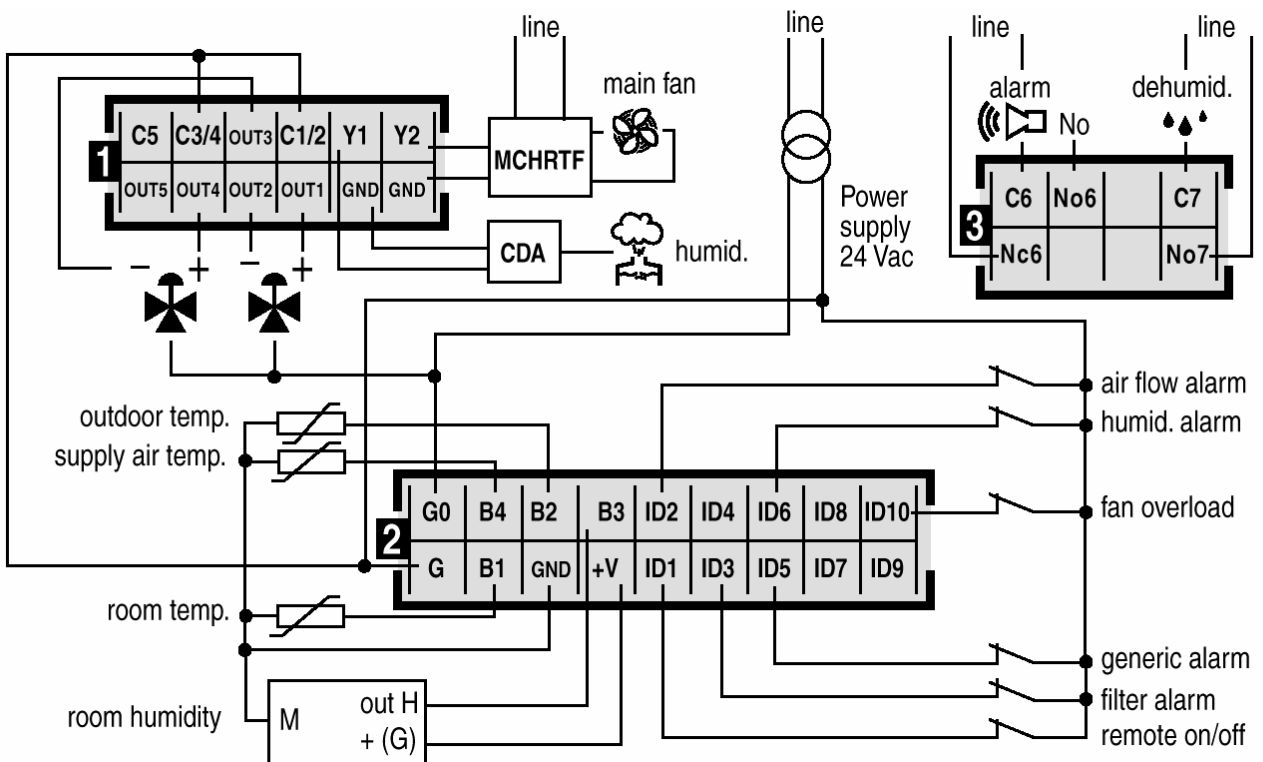 line
line
line
line
main fan
alarm
dehumid.
No
1
C5 C3/4 OUT3 C1/2 Y1 Y2
OUT5 OUT4 OUT2 OUT1 GND GND
MCHRTF
CDA
humid.
− + − +
Power
supply
24 Vac
3
C6 No6 C7
Nc6 No7
outdoor temp.
supply air temp.
room temp.
room humidity
2
G0 B4 B2 B3 ID2 ID4 ID6 ID8 ID10
G B1 GND +V ID1 ID3 ID5 ID7 ID9
M
out H
+ (G)
air flow alarm
humid. alarm
fan overload
generic alarm
filter alarm
remote on/off